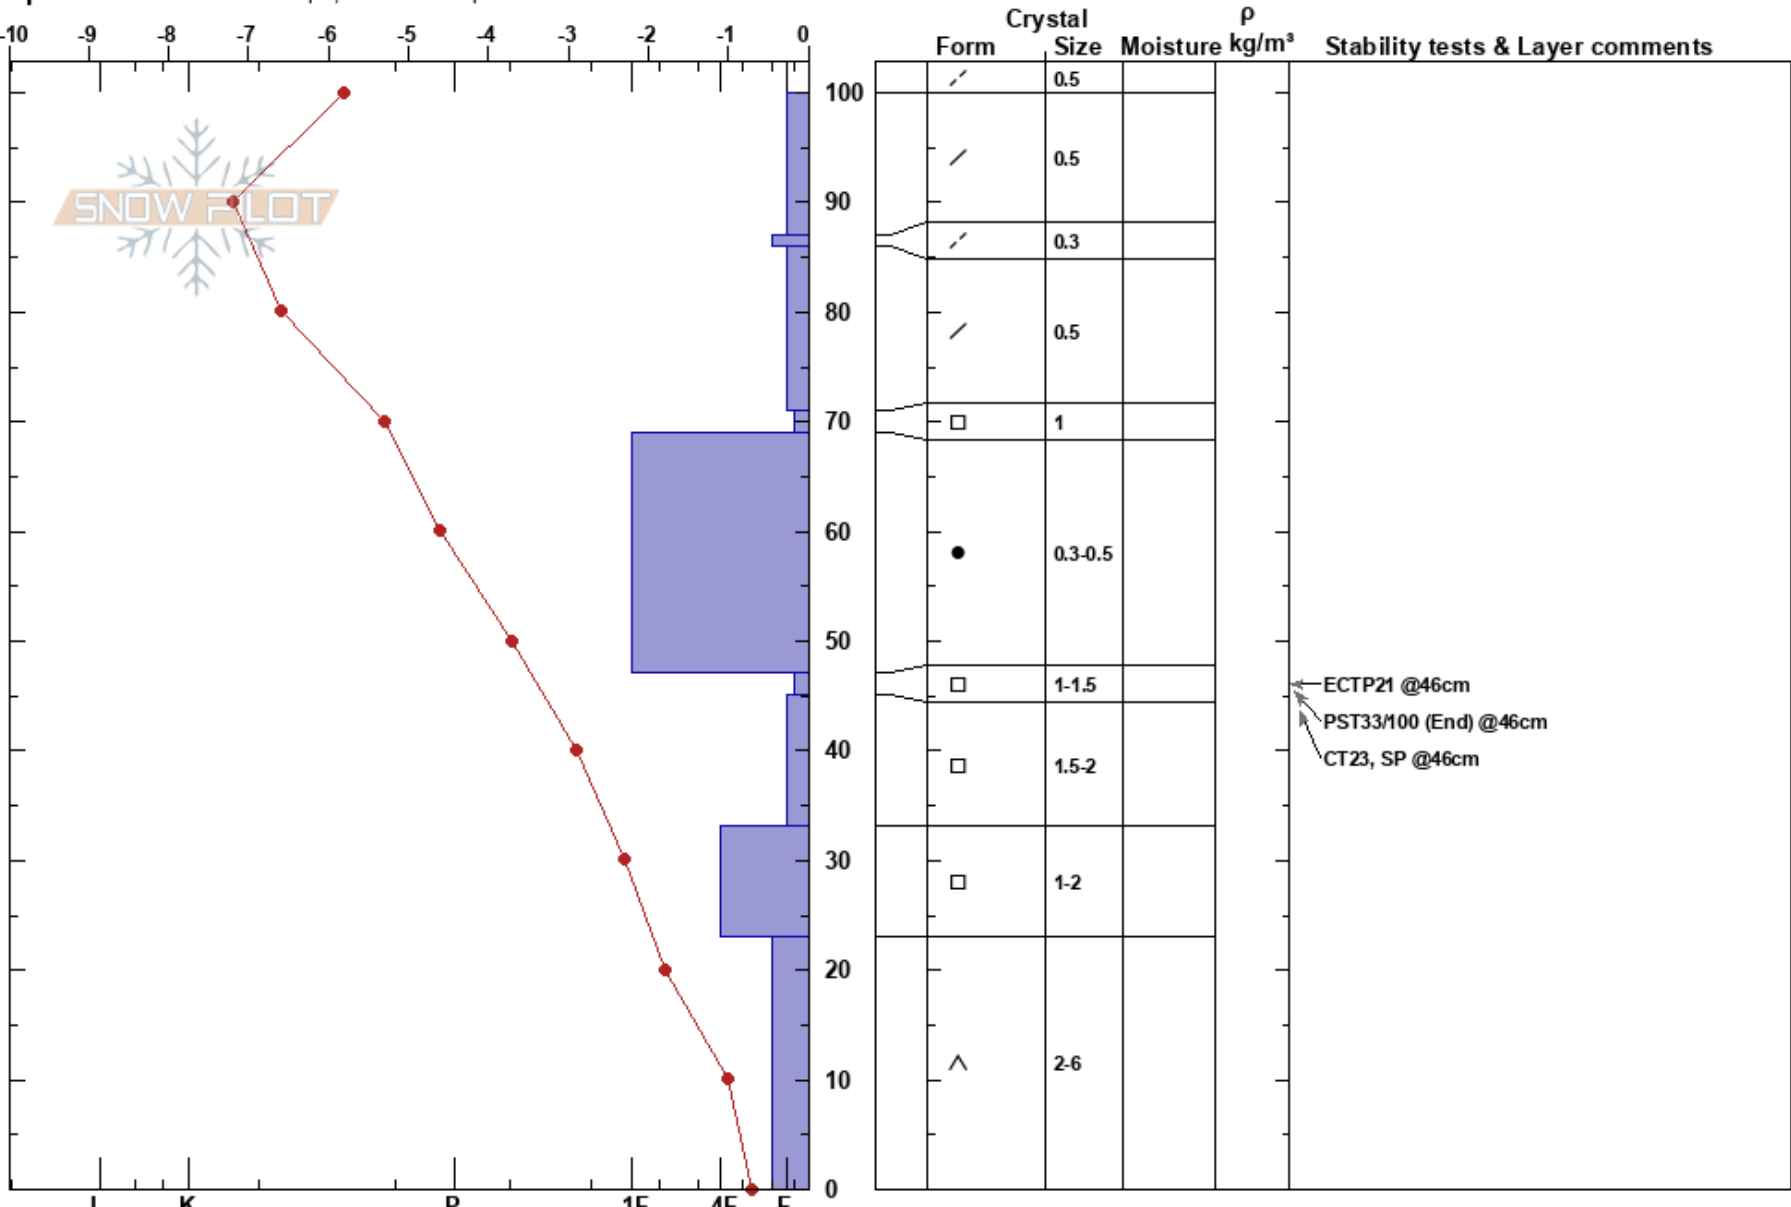 -10 -9 -8 -7 -6 -5 -4 -3 -2 -1 0
Crystal
Form Size Moisture ρ kg/m³ Stability tests & Layer comments
SNOW PILOT
100
90
80
70
60
50
40
30
20
10
0
0.5
0.5
0.3
0.5
1
0.3-0.5
1-1.5
1.5-2
1-2
2-6
ECTP21 @46cm
PST33/100 (End) @46cm
CT23, SP @46cm
I K P 1F 4F F